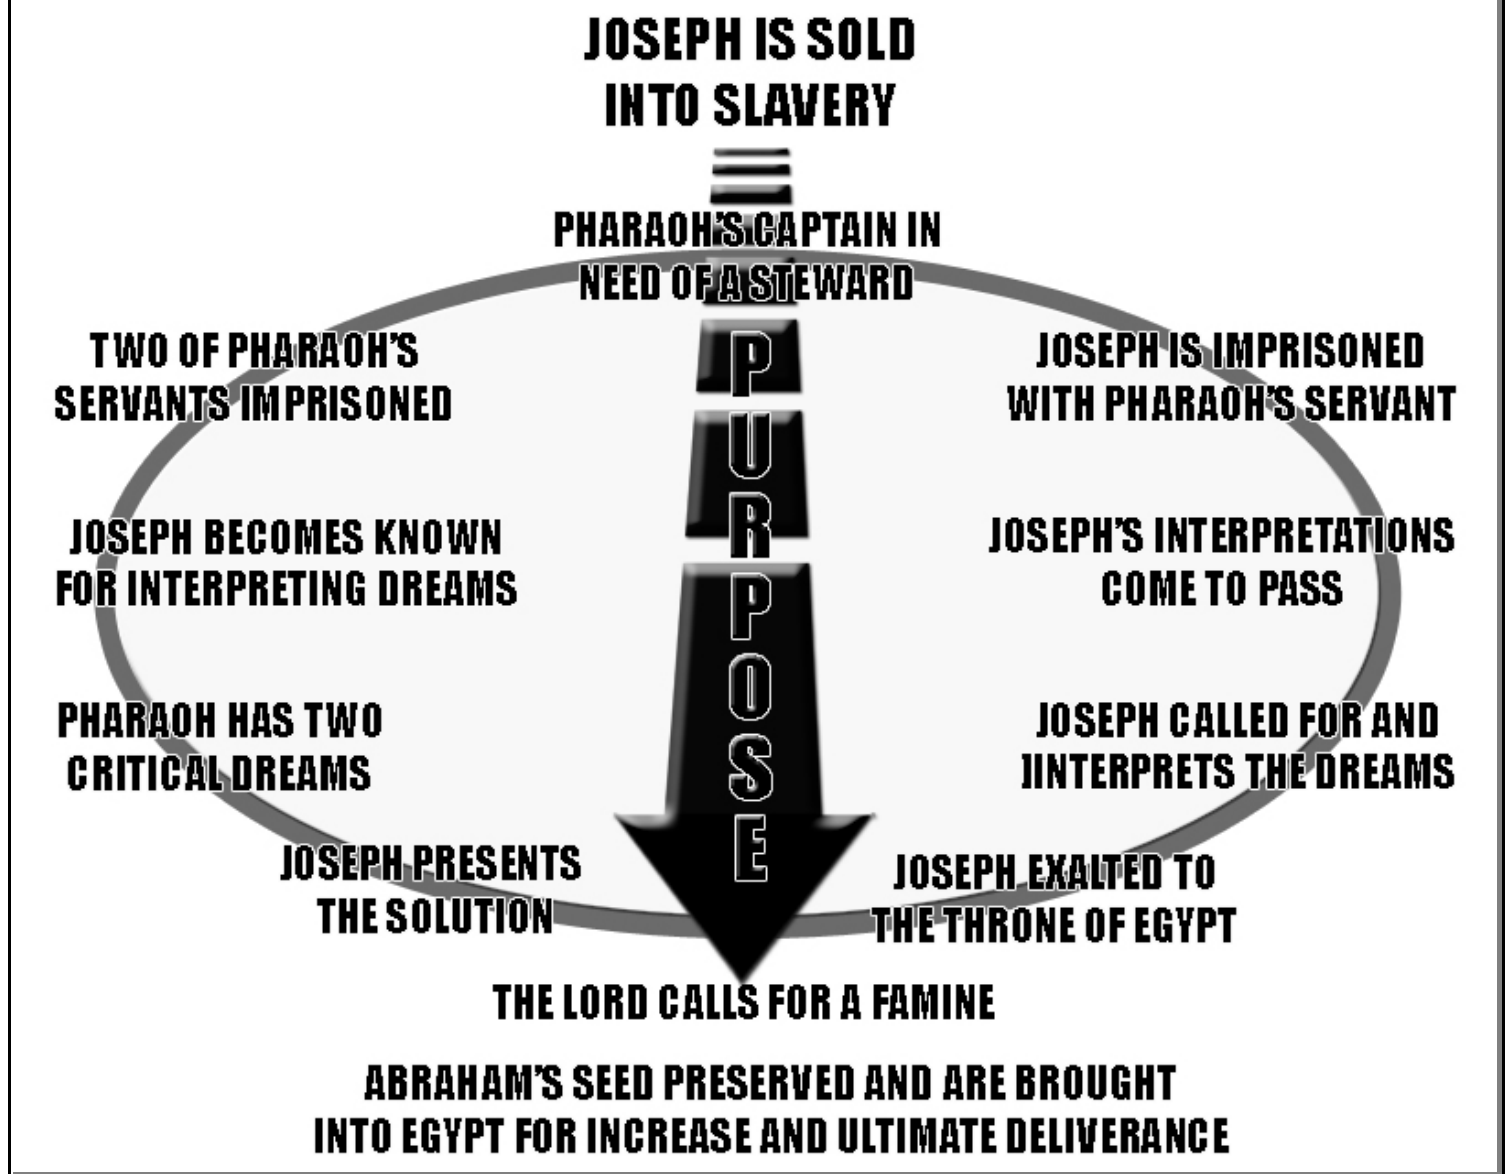 JOSEPH IS SOLD
INTO SLAVERY
PHARAOH'S CAPTAIN IN
NEED OF A STEWARD
TWO OF PHARAOH'S
SERVANTS IMPRISONED
JOSEPH IS IMPRISONED
WITH PHARAOH'S SERVANT
JOSEPH BECOMES KNOWN
FOR INTERPRETING DREAMS
JOSEPH'S INTERPRETATIONS
COME TO PASS
PHARAOH HAS TWO
CRITICAL DREAMS
JOSEPH CALLED FOR AND
]INTERPRETS THE DREAMS
JOSEPH PRESENTS
THE SOLUTION
JOSEPH EXALTED TO
THE THRONE OF EGYPT
PURPOSE
THE LORD CALLS FOR A FAMINE
ABRAHAM'S SEED PRESERVED AND ARE BROUGHT
INTO EGYPT FOR INCREASE AND ULTIMATE DELIVERANCE